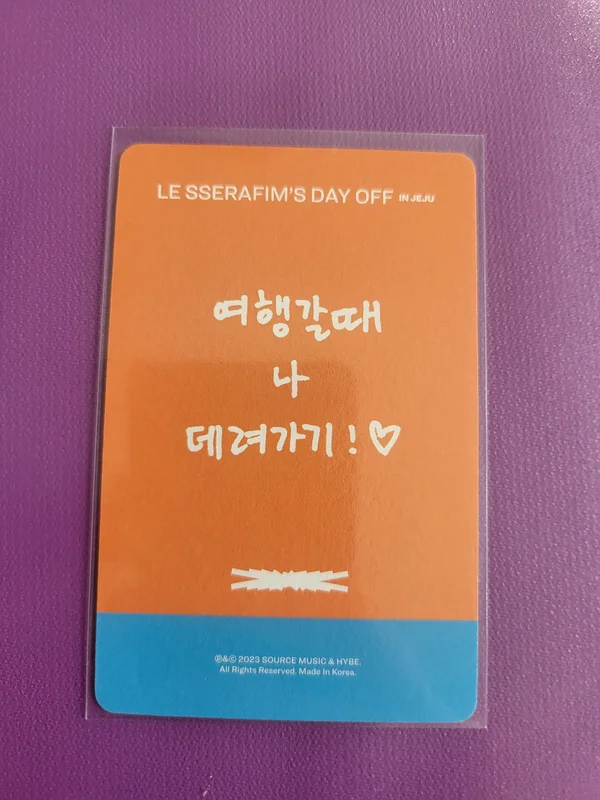 LE SSERAFIM'S DAY OFF IN JEJU
여행갈때
나
데려가기!♡
℗&© 2023 SOURCE MUSIC & HYBE.
All Rights Reserved. Made In Korea.